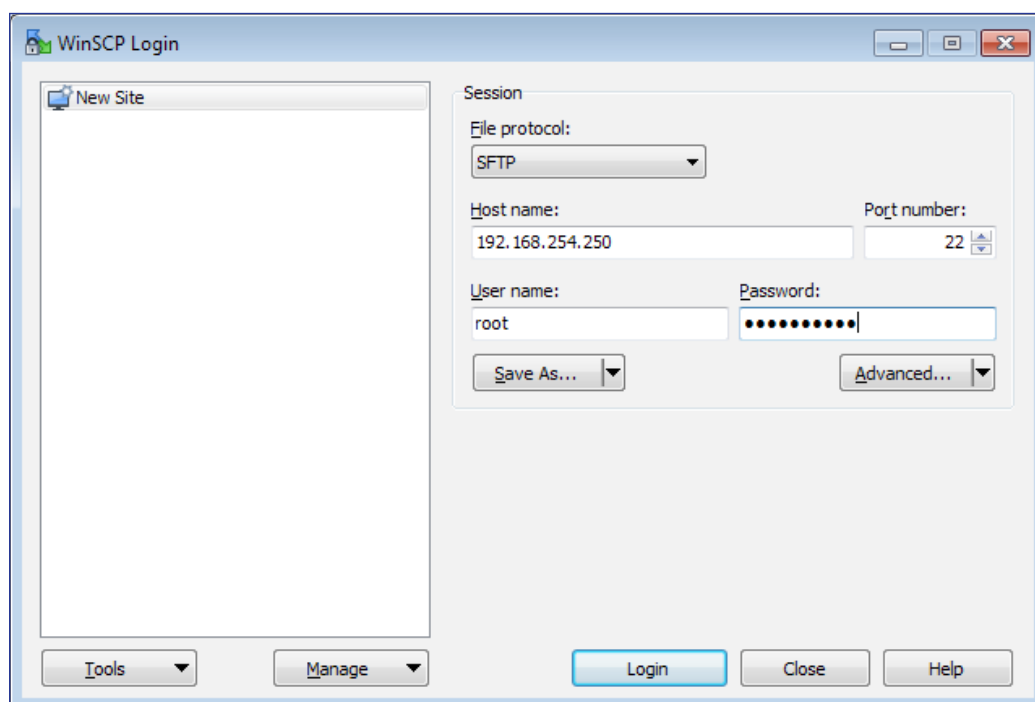 WinSCP Login
New Site
Session
File protocol:
SFTP
Host name:
Port number:
192.168.254.250
22
User name:
Password:
root
••••••••••
Save As...
Advanced...
Tools
Manage
Login
Close
Help